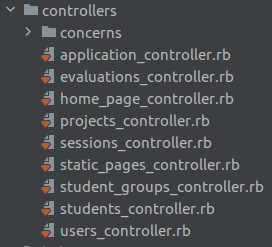 controllers
concerns
application_controller.rb
evaluations_controller.rb
home_page_controller.rb
projects_controller.rb
sessions_controller.rb
static_pages_controller.rb
student_groups_controller.rb
students_controller.rb
users_controller.rb